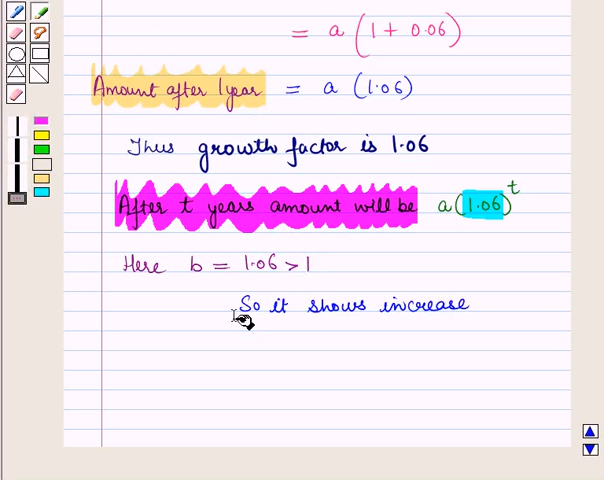 = a (1 + 0.06)
Amount after 1 year = a (1.06)
Thus growth factor is 1.06
After t years amount will be a(1.06)^t
Here b = 1.06 > 1
So it shows increase